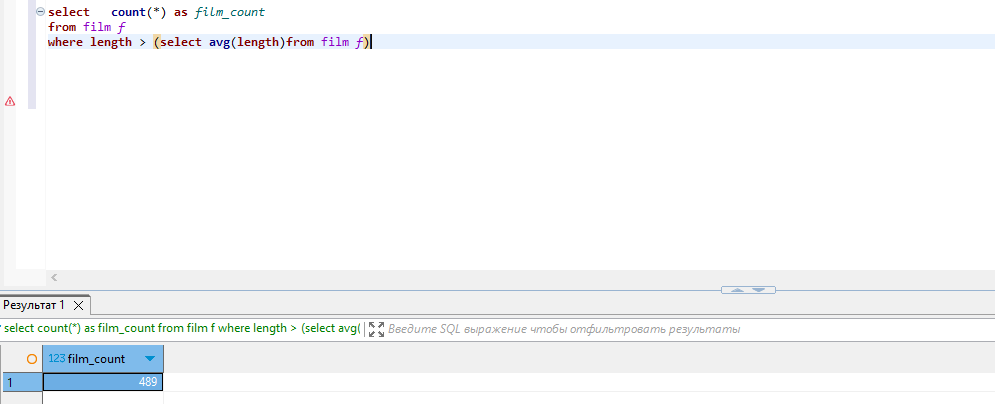 select   count(*) as film_count
from film f
where length > (select avg(length)from film f)
Результат 1
select count(*) as film_count from film f where length > (select avg(
Введите SQL выражение чтобы отфильтровать результаты
123 film_count
1 489